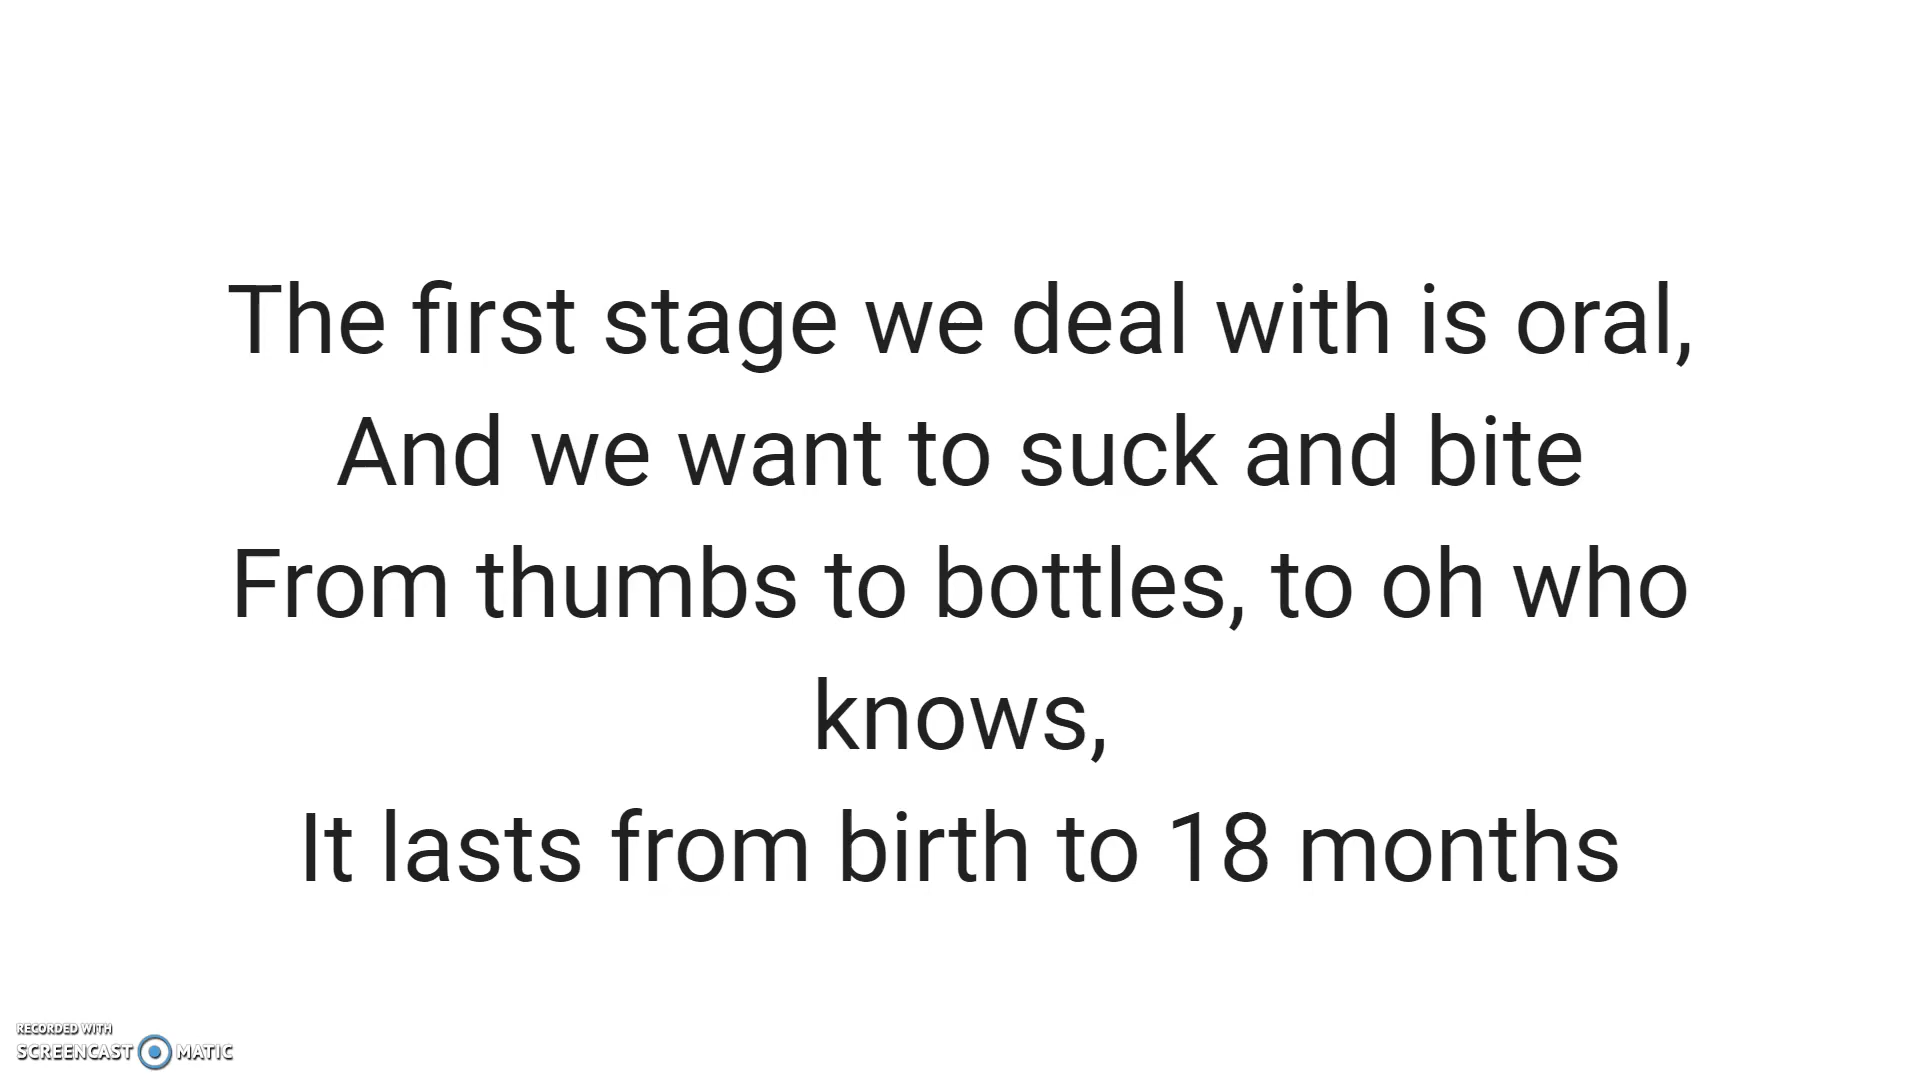 The first stage we deal with is oral,
And we want to suck and bite
From thumbs to bottles, to oh who
knows,
It lasts from birth to 18 months
RECORDED WITH
SCREENCAST MATIC